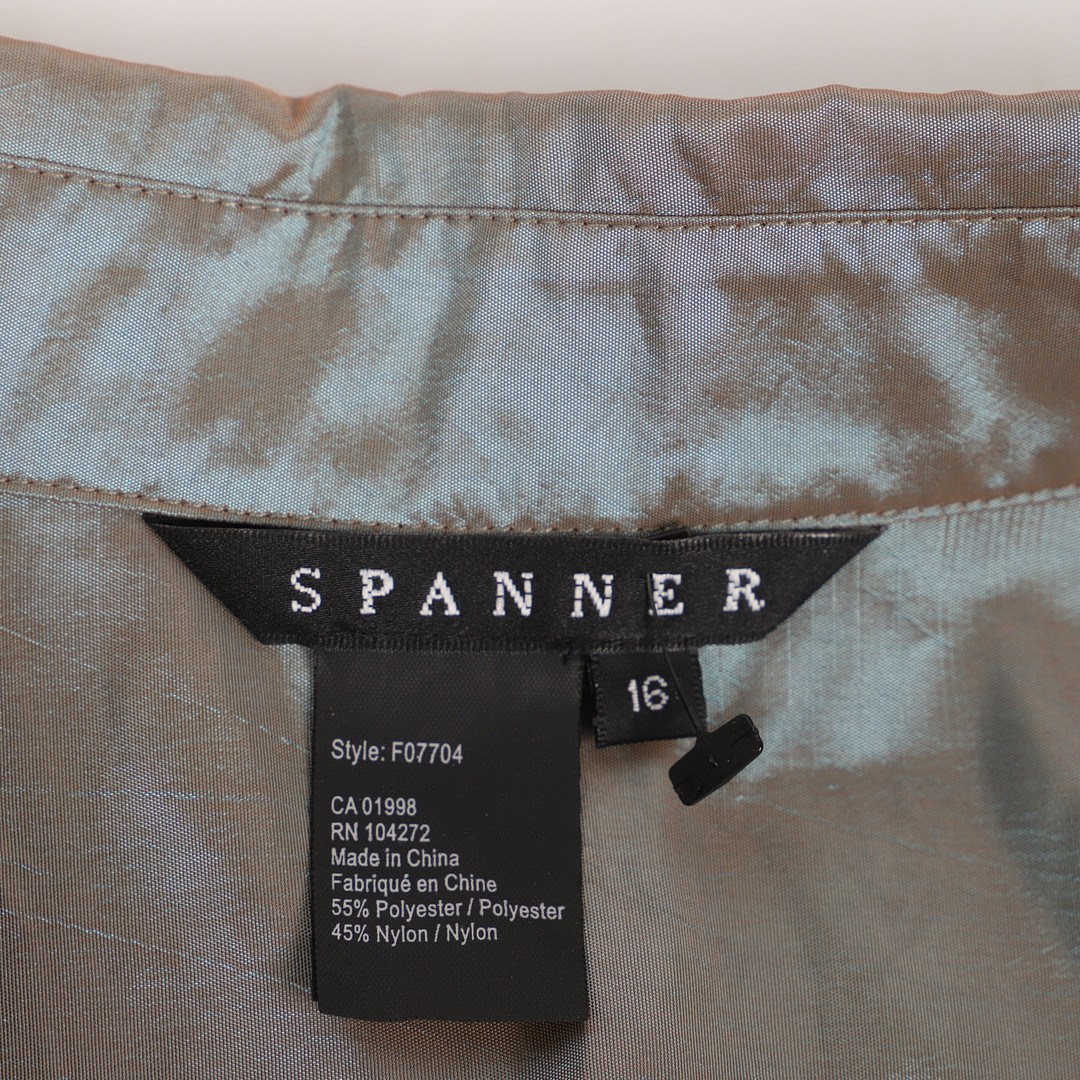 SPANNER
16
Style: F07704
CA 01998
RN 104272
Made in China
Fabriqué en Chine
55% Polyester / Polyester
45% Nylon / Nylon